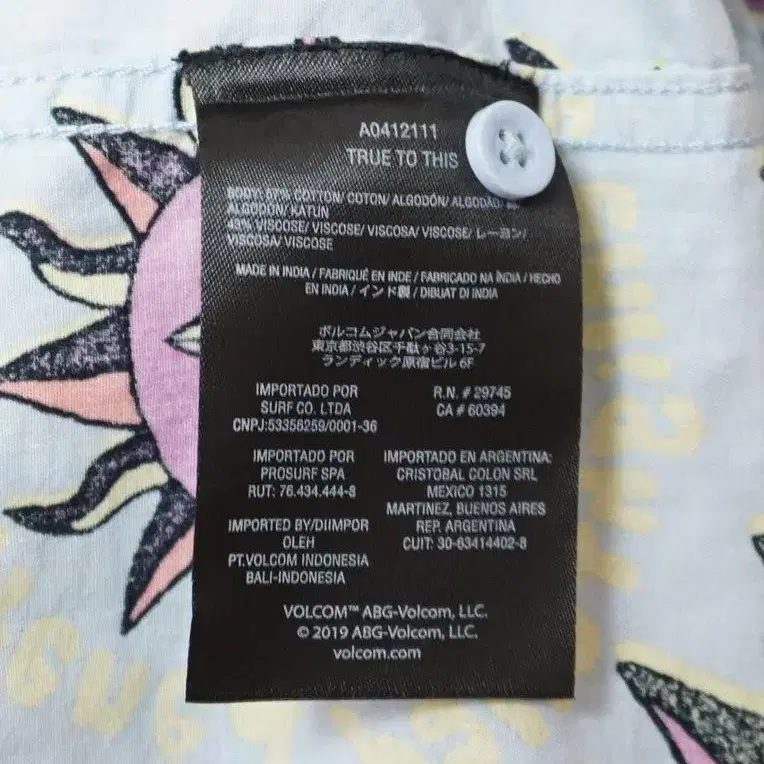 A0412111
TRUE TO THIS
BODY: 57% COTTON/ COTON/ ALGODÓN/ ALGODÃO/ 綿/
ALGODON/ KATUN
43% VISCOSE/ VISCOSE/ VISCOSA/ VISCOSE/ レーヨン/
VISCOSA/ VISCOSE
MADE IN INDIA / FABRIQUÉ EN INDE / FABRICADO NA ÍNDIA / HECHO
EN INDIA / インド製 / DIBUAT DI INDIA
ボルコムジャパン合同会社
東京都渋谷区千駄ヶ谷3-15-7
ランディック原宿ビル 6F
IMPORTADO POR
SURF CO. LTDA
CNPJ:53358259/0001-36
R.N. # 29745
CA # 60394
IMPORTADO POR
PROSURF SPA
RUT: 76.434.444-8
IMPORTADO EN ARGENTINA:
CRISTOBAL COLON SRL
MEXICO 1315
MARTINEZ, BUENOS AIRES
REP. ARGENTINA
CUIT: 30-63414402-8
IMPORTED BY/DIIMPOR
OLEH
PT.VOLCOM INDONESIA
BALI-INDONESIA
VOLCOM™ ABG-Volcom, LLC.
© 2019 ABG-Volcom, LLC.
volcom.com